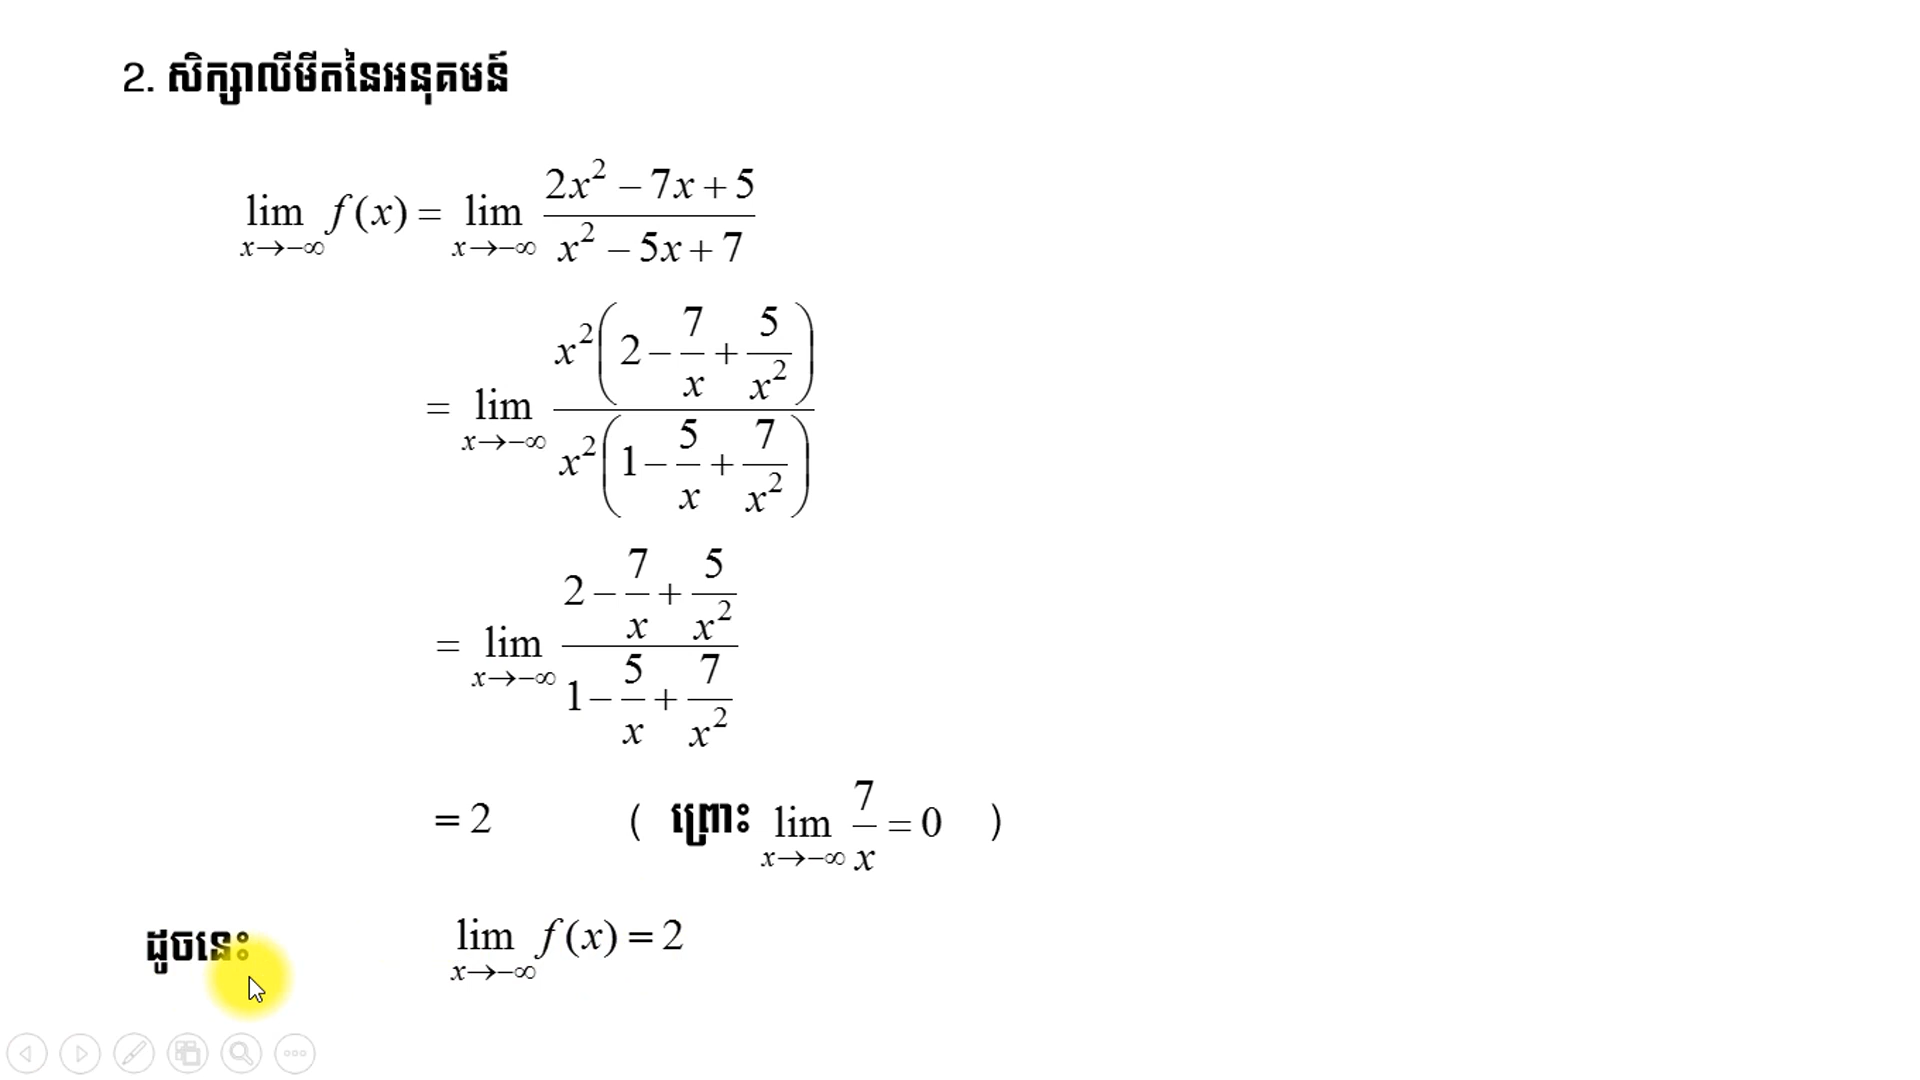 2. សិក្សាលីមីតនៃអនុគមន៍
lim x→−∞ f(x) = lim x→−∞ (2x² − 7x + 5)/(x² − 5x + 7)
= lim x→−∞ x²(2 − 7/x + 5/x²)/x²(1 − 5/x + 7/x²)
= lim x→−∞ (2 − 7/x + 5/x²)/(1 − 5/x + 7/x²)
= 2 ( ព្រោះ lim x→−∞ 7/x = 0 )
ដូចនេះ lim x→−∞ f(x) = 2